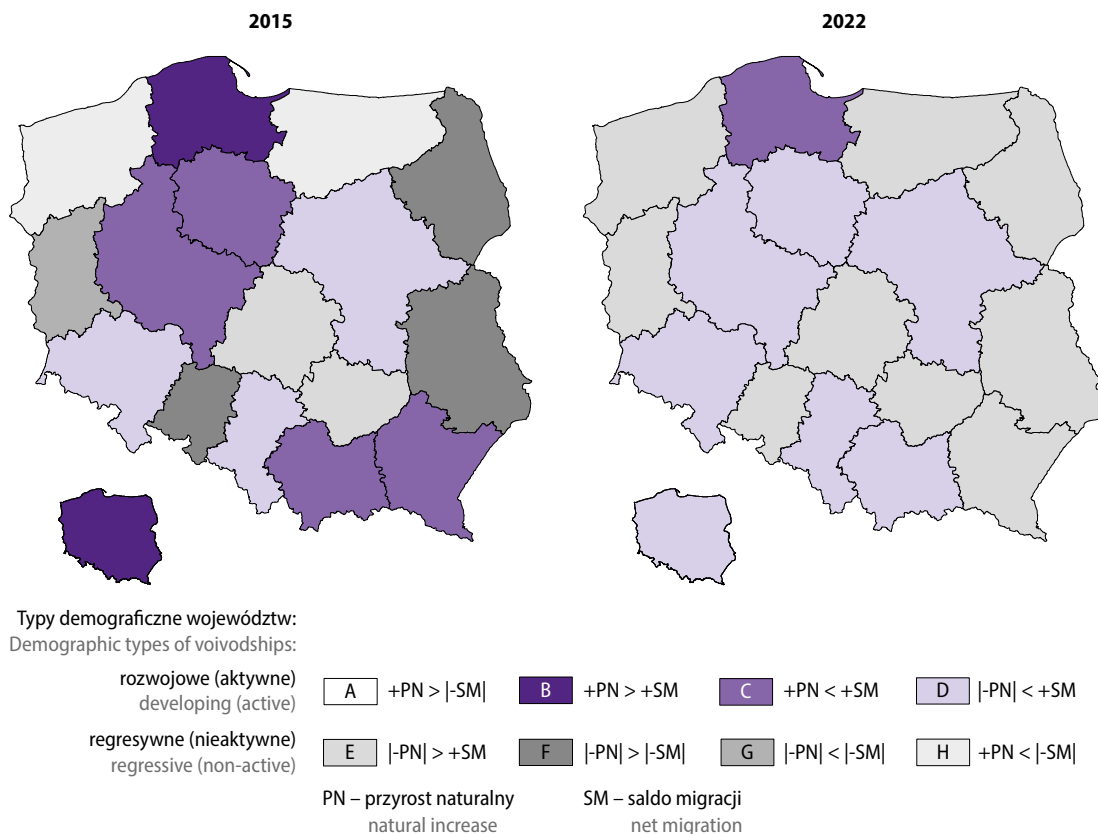 2015
2022
Typy demograficzne województw:
Demographic types of voivodships:
rozwojowe (aktywne)
developing (active)
A +PN > |-SM|
B +PN > +SM
C +PN < +SM
D |-PN| < +SM
regresywne (nieaktywne)
regressive (non-active)
E |-PN| > +SM
F |-PN| > |-SM|
G |-PN| < |-SM|
H +PN < |-SM|
PN – przyrost naturalny
natural increase
SM – saldo migracji
net migration